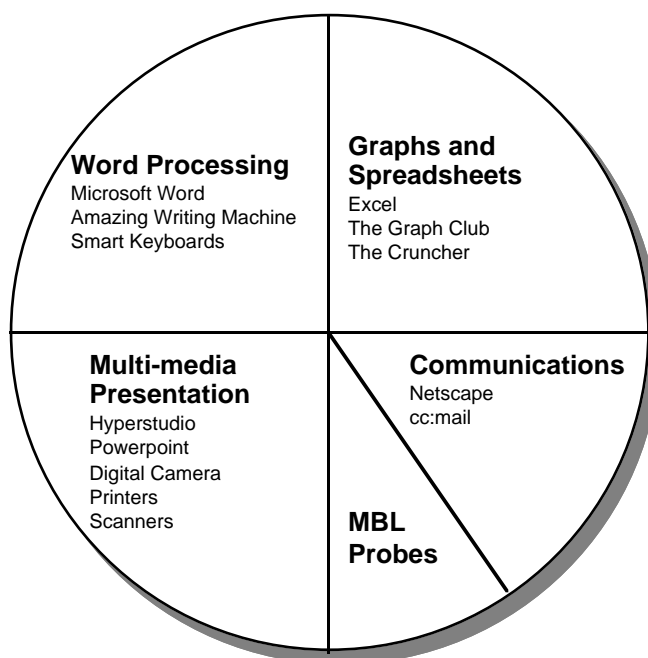 Word Processing
Microsoft Word
Amazing Writing Machine
Smart Keyboards
Graphs and
Spreadsheets
Excel
The Graph Club
The Cruncher
Multi-media
Presentation
Hyperstudio
Powerpoint
Digital Camera
Printers
Scanners
Communications
Netscape
cc:mail
MBL
Probes